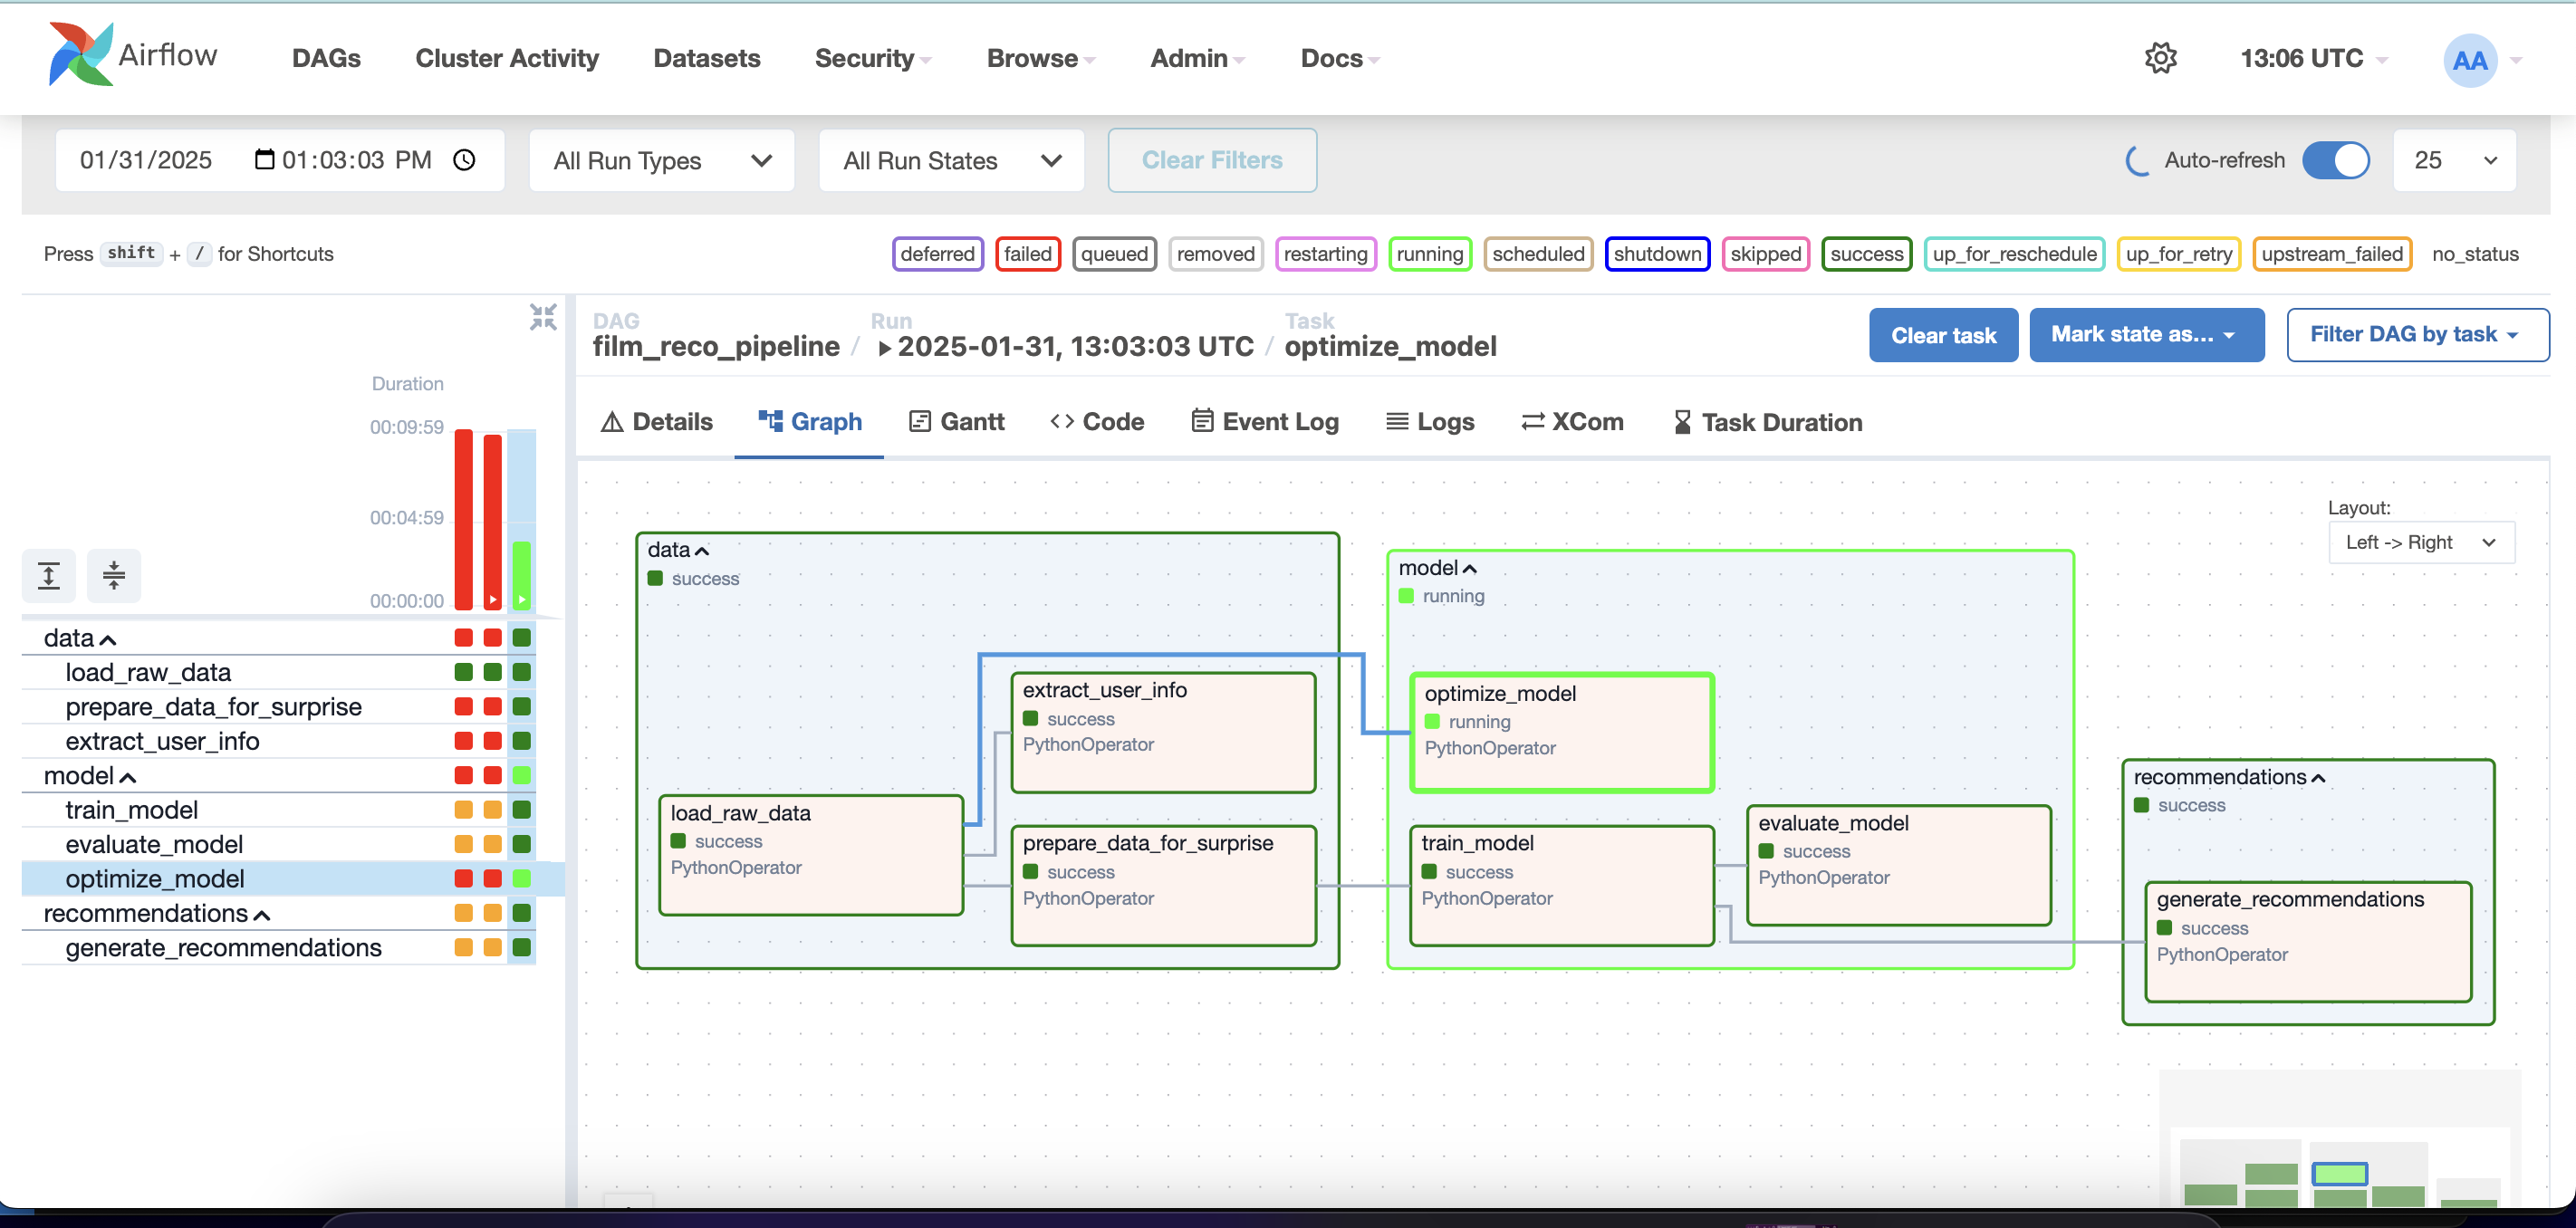 Airflow
DAGs
Cluster Activity
Datasets
Security
Browse
Admin
Docs
13:06 UTC
AA
01/31/2025 01:03:03 PM
All Run Types
All Run States
Clear Filters
Auto-refresh
25
Press shift + / for Shortcuts
deferred
failed
queued
removed
restarting
running
scheduled
shutdown
skipped
success
up_for_reschedule
up_for_retry
upstream_failed
no_status
Duration
00:09:59
00:04:59
00:00:00
data
load_raw_data
prepare_data_for_surprise
extract_user_info
model
train_model
evaluate_model
optimize_model
recommendations
generate_recommendations
DAG
film_reco_pipeline /
Run
2025-01-31, 13:03:03 UTC /
Task
optimize_model
Clear task
Mark state as...
Filter DAG by task
Details
Graph
Gantt
Code
Event Log
Logs
XCom
Task Duration
Layout:
Left -> Right
data
success
load_raw_data
success
PythonOperator
extract_user_info
success
PythonOperator
prepare_data_for_surprise
success
PythonOperator
model
running
optimize_model
running
PythonOperator
train_model
success
PythonOperator
evaluate_model
success
PythonOperator
recommendations
success
generate_recommendations
success
PythonOperator